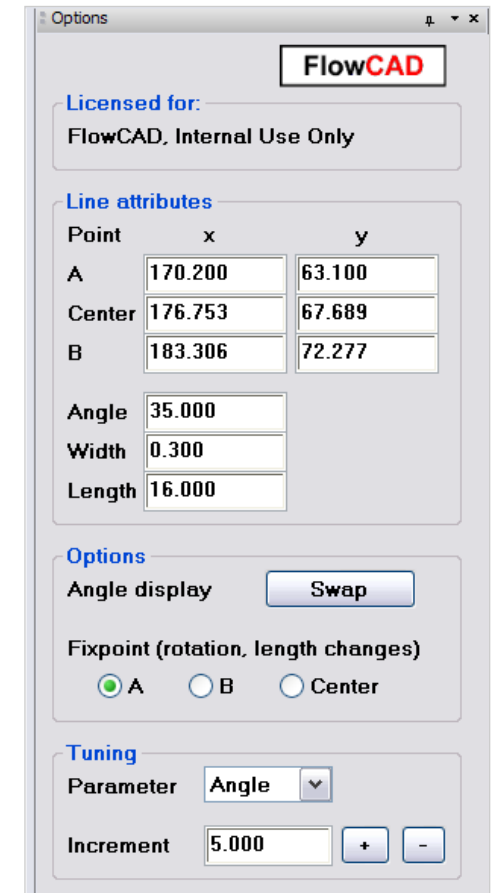 Options
FlowCAD
Licensed for:
FlowCAD, Internal Use Only
Line attributes
Point x y
A 170.200 63.100
Center 176.753 67.689
B 183.306 72.277
Angle 35.000
Width 0.300
Length 16.000
Options
Angle display Swap
Fixpoint (rotation, length changes)
A B Center
Tuning
Parameter Angle
Increment 5.000 + -